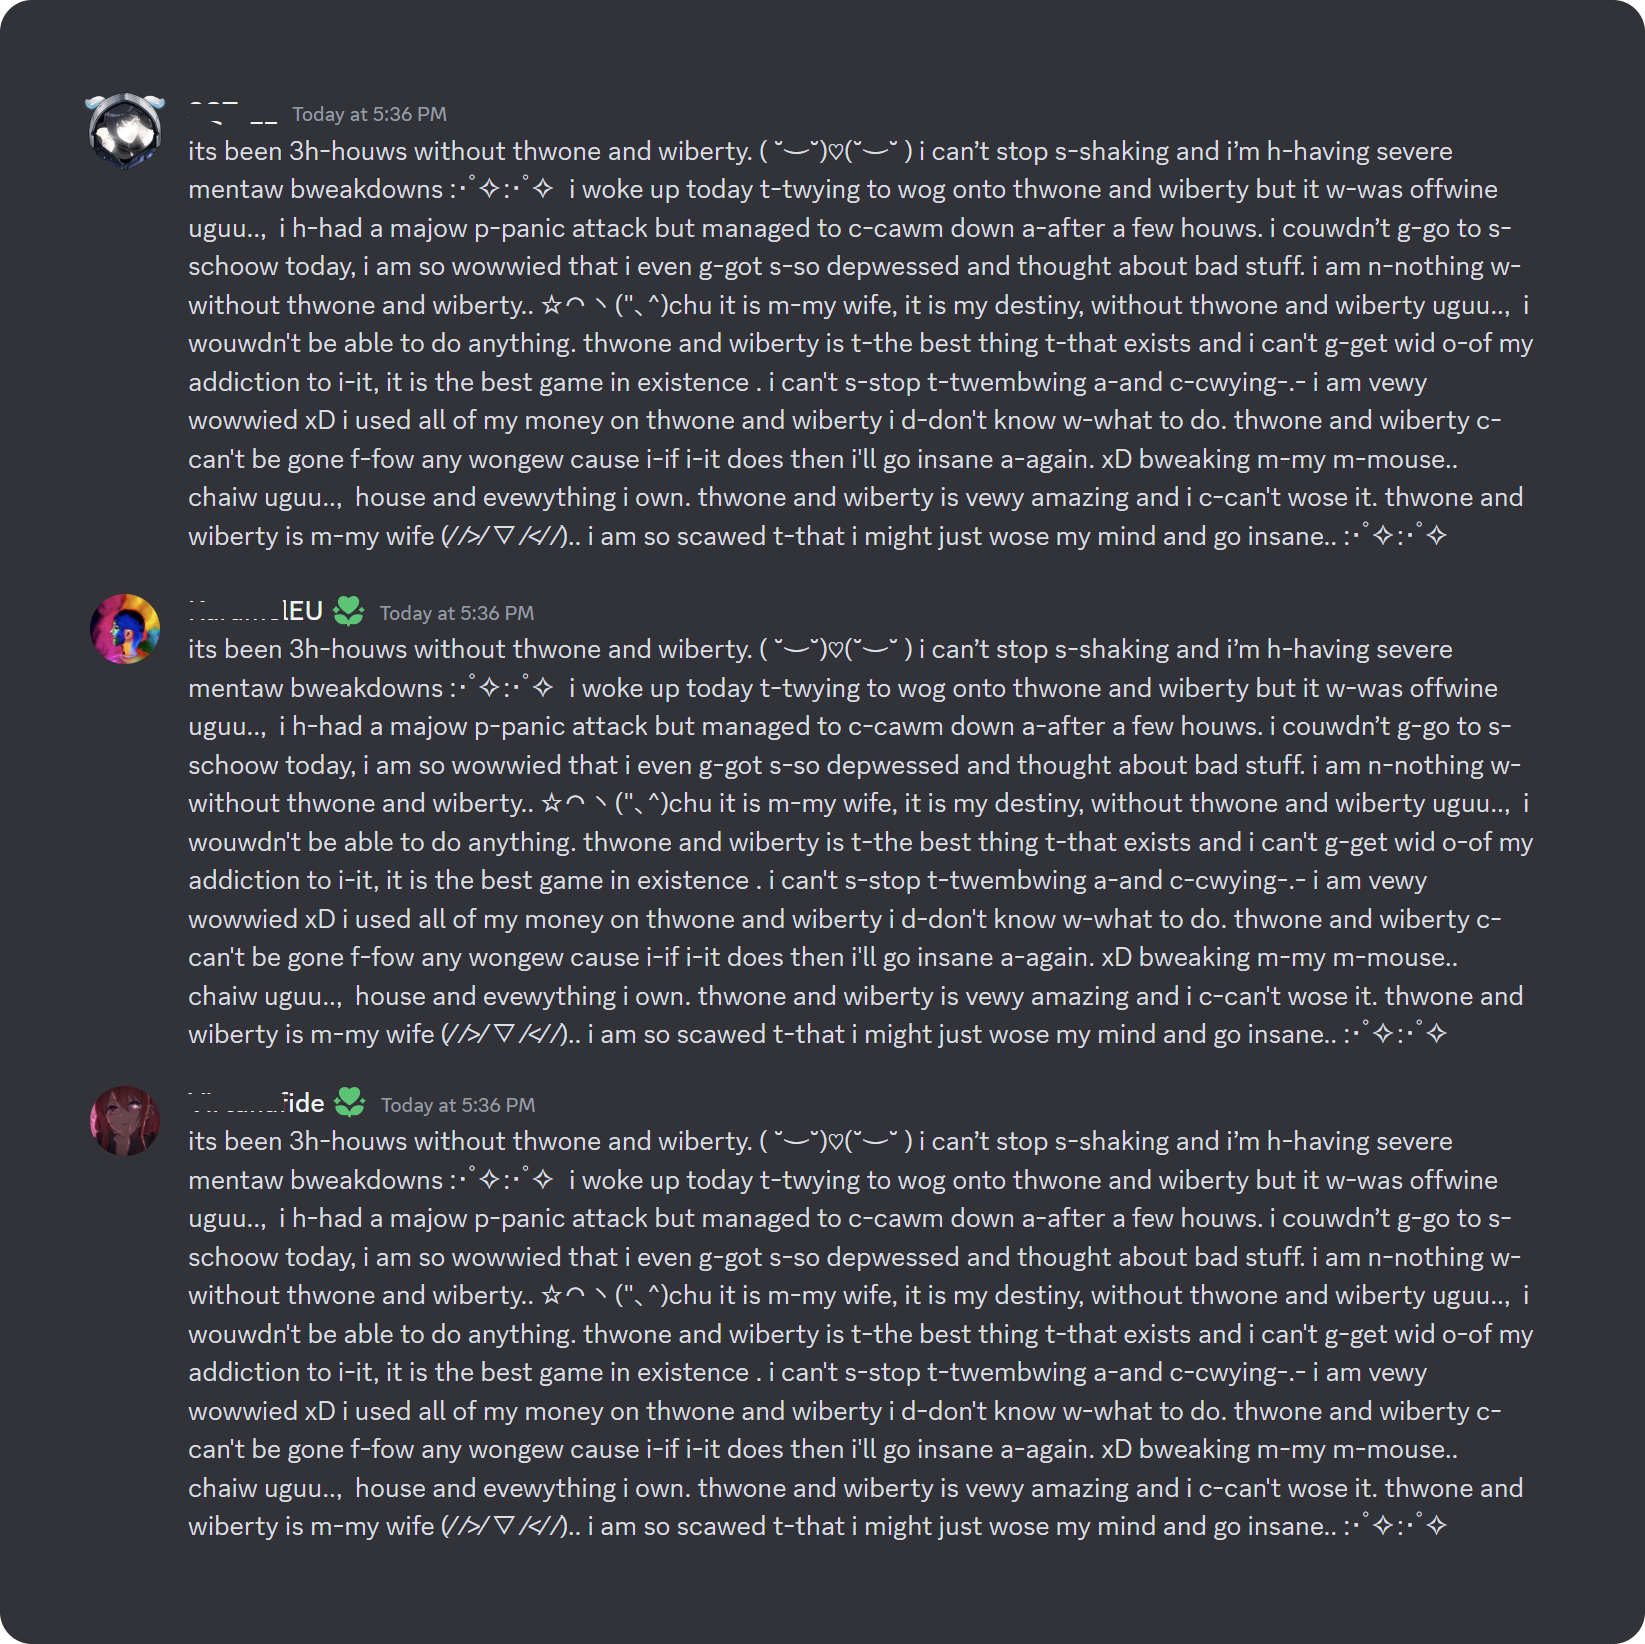 Today at 5:36 PM
its been 3h-houws without thwone and wiberty. ( ˘͜˘)♡(˘͜˘ ) i can’t stop s-shaking and i’m h-having severe
mentaw bweakdowns :･ﾟ✧:･ﾟ✧ i woke up today t-twying to wog onto thwone and wiberty but it w-was offwine
uguu.., i h-had a majow p-panic attack but managed to c-cawm down a-after a few houws. i couwdn’t g-go to s-
schoow today, i am so wowwied that i even g-got s-so depwessed and thought about bad stuff. i am n-nothing w-
without thwone and wiberty.. ☆⌒ヽ("､^)chu it is m-my wife, it is my destiny, without thwone and wiberty uguu.., i
wouwdn't be able to do anything. thwone and wiberty is t-the best thing t-that exists and i can't g-get wid o-of my
addiction to i-it, it is the best game in existence . i can't s-stop t-twembwing a-and c-cwying-.- i am vewy
wowwied xD i used all of my money on thwone and wiberty i d-don't know w-what to do. thwone and wiberty c-
can't be gone f-fow any wongew cause i-if i-it does then i'll go insane a-again. xD bweaking m-my m-mouse..
chaiw uguu.., house and evewything i own. thwone and wiberty is vewy amazing and i c-can't wose it. thwone and
wiberty is m-my wife (//>/▽/<//).. i am so scawed t-that i might just wose my mind and go insane.. :･ﾟ✧:･ﾟ✧
lEU Today at 5:36 PM
its been 3h-houws without thwone and wiberty. ( ˘͜˘)♡(˘͜˘ ) i can’t stop s-shaking and i’m h-having severe
mentaw bweakdowns :･ﾟ✧:･ﾟ✧ i woke up today t-twying to wog onto thwone and wiberty but it w-was offwine
uguu.., i h-had a majow p-panic attack but managed to c-cawm down a-after a few houws. i couwdn’t g-go to s-
schoow today, i am so wowwied that i even g-got s-so depwessed and thought about bad stuff. i am n-nothing w-
without thwone and wiberty.. ☆⌒ヽ("､^)chu it is m-my wife, it is my destiny, without thwone and wiberty uguu.., i
wouwdn't be able to do anything. thwone and wiberty is t-the best thing t-that exists and i can't g-get wid o-of my
addiction to i-it, it is the best game in existence . i can't s-stop t-twembwing a-and c-cwying-.- i am vewy
wowwied xD i used all of my money on thwone and wiberty i d-don't know w-what to do. thwone and wiberty c-
can't be gone f-fow any wongew cause i-if i-it does then i'll go insane a-again. xD bweaking m-my m-mouse..
chaiw uguu.., house and evewything i own. thwone and wiberty is vewy amazing and i c-can't wose it. thwone and
wiberty is m-my wife (//>/▽/<//).. i am so scawed t-that i might just wose my mind and go insane.. :･ﾟ✧:･ﾟ✧
fide Today at 5:36 PM
its been 3h-houws without thwone and wiberty. ( ˘͜˘)♡(˘͜˘ ) i can’t stop s-shaking and i’m h-having severe
mentaw bweakdowns :･ﾟ✧:･ﾟ✧ i woke up today t-twying to wog onto thwone and wiberty but it w-was offwine
uguu.., i h-had a majow p-panic attack but managed to c-cawm down a-after a few houws. i couwdn’t g-go to s-
schoow today, i am so wowwied that i even g-got s-so depwessed and thought about bad stuff. i am n-nothing w-
without thwone and wiberty.. ☆⌒ヽ("､^)chu it is m-my wife, it is my destiny, without thwone and wiberty uguu.., i
wouwdn't be able to do anything. thwone and wiberty is t-the best thing t-that exists and i can't g-get wid o-of my
addiction to i-it, it is the best game in existence . i can't s-stop t-twembwing a-and c-cwying-.- i am vewy
wowwied xD i used all of my money on thwone and wiberty i d-don't know w-what to do. thwone and wiberty c-
can't be gone f-fow any wongew cause i-if i-it does then i'll go insane a-again. xD bweaking m-my m-mouse..
chaiw uguu.., house and evewything i own. thwone and wiberty is vewy amazing and i c-can't wose it. thwone and
wiberty is m-my wife (//>/▽/<//).. i am so scawed t-that i might just wose my mind and go insane.. :･ﾟ✧:･ﾟ✧